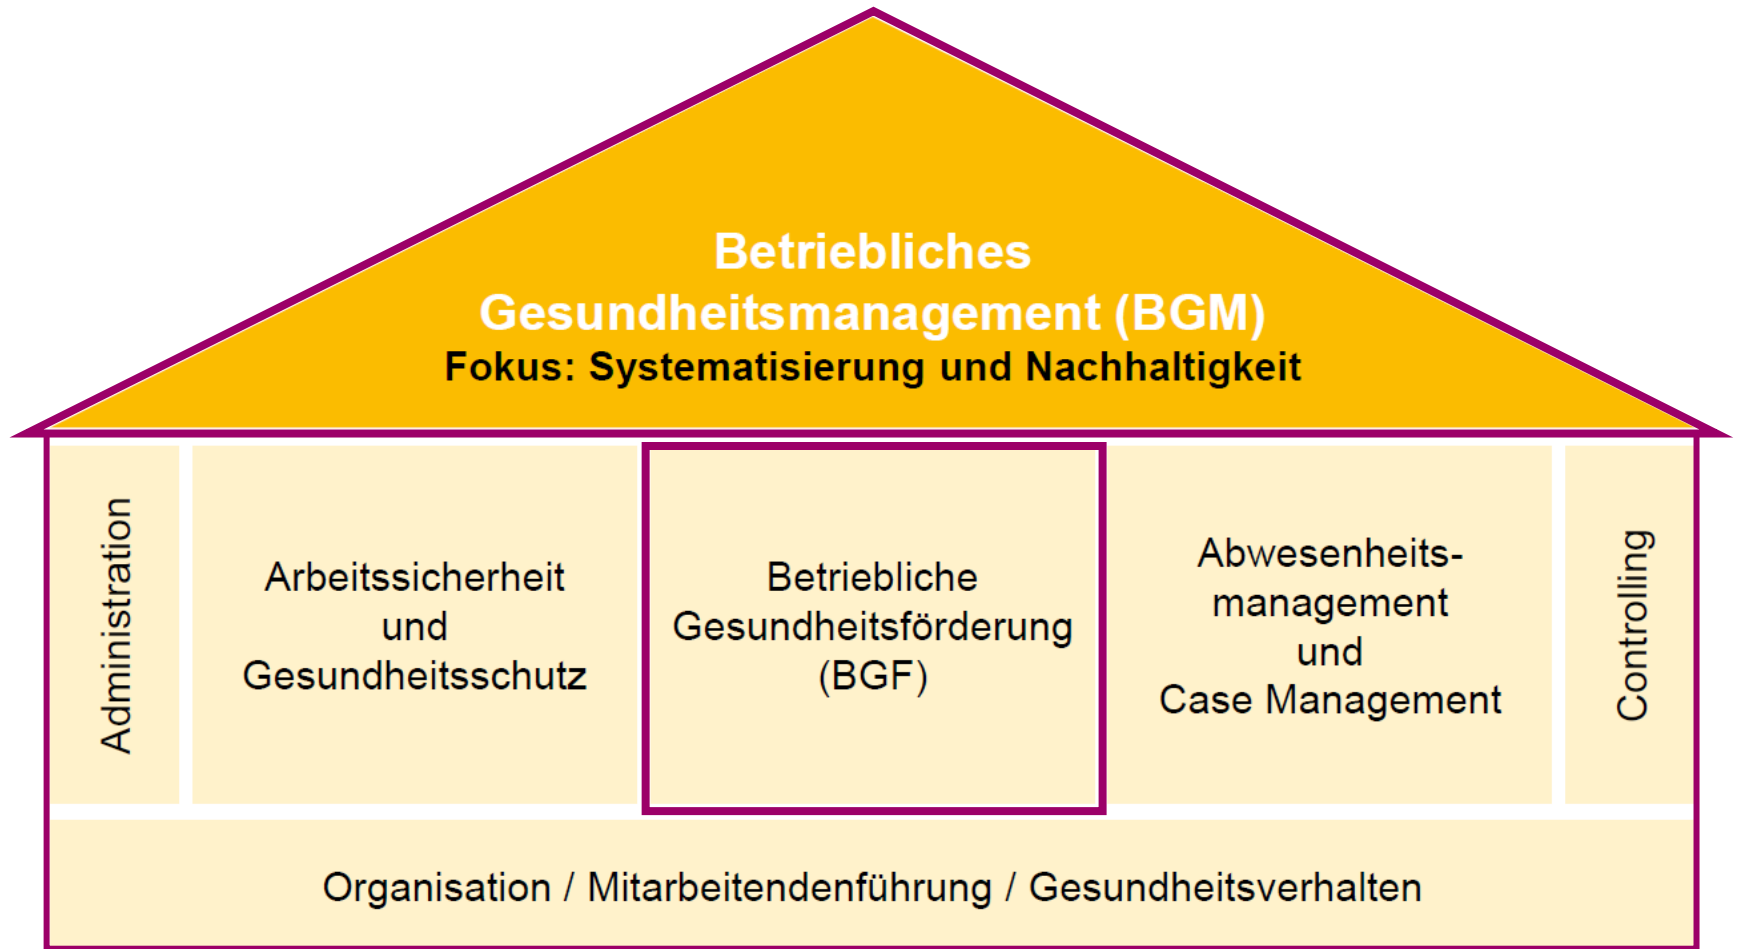 Betriebliches
Gesundheitsmanagement (BGM)
Fokus: Systematisierung und Nachhaltigkeit
Administration
Arbeitssicherheit
und
Gesundheitsschutz
Betriebliche
Gesundheitsförderung
(BGF)
Abwesenheits-
management
und
Case Management
Controlling
Organisation / Mitarbeitendenführung / Gesundheitsverhalten